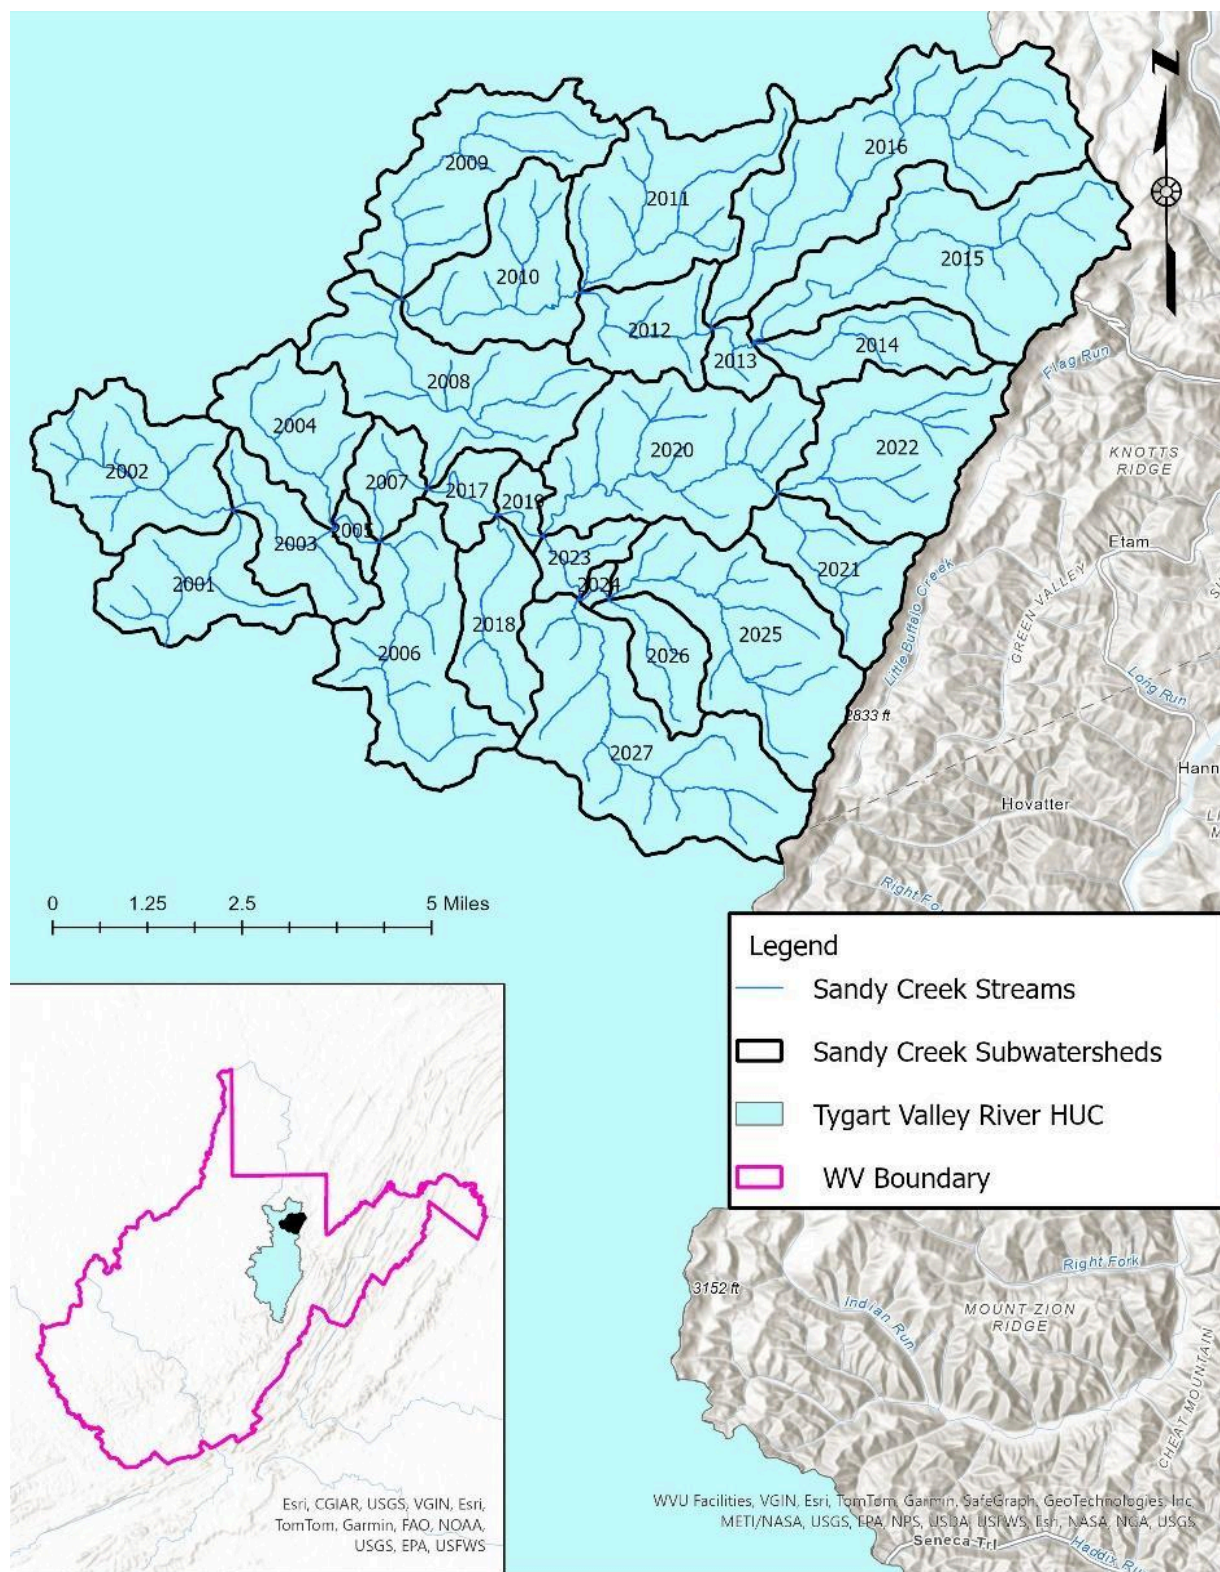 N
2016
2009
2011
2015
2010
2012
2014
2013
Flag Run
2008
2004
2022
2020
KNOTTS
RIDGE
2002
2007
2017
2019
2005
2003
Etam
2023
2021
2001
2024
Little Buffalo Creek
GREEN VALLEY
2018
2025
2006
2026
Long Run
2833 ft
2027
Hann
Hovatter
Right Fo
0 1.25 2.5 5 Miles
Legend
Sandy Creek Streams
Sandy Creek Subwatersheds
Tygart Valley River HUC
WV Boundary
Right Fork
3152 ft
Indian Run
MOUNT ZION
RIDGE
CHEAT MOUNTAIN
Esri, CGIAR, USGS, VGIN, Esri,
TomTom, Garmin, FAO, NOAA,
USGS, EPA, USFWS
WVU Facilities, VGIN, Esri, TomTom, Garmin, SafeGraph, GeoTechnologies, Inc,
METI/NASA, USGS, EPA, NPS, USDA, USFWS, Esri, NASA, NGA, USGS
Seneca Trl
Haddix Ru